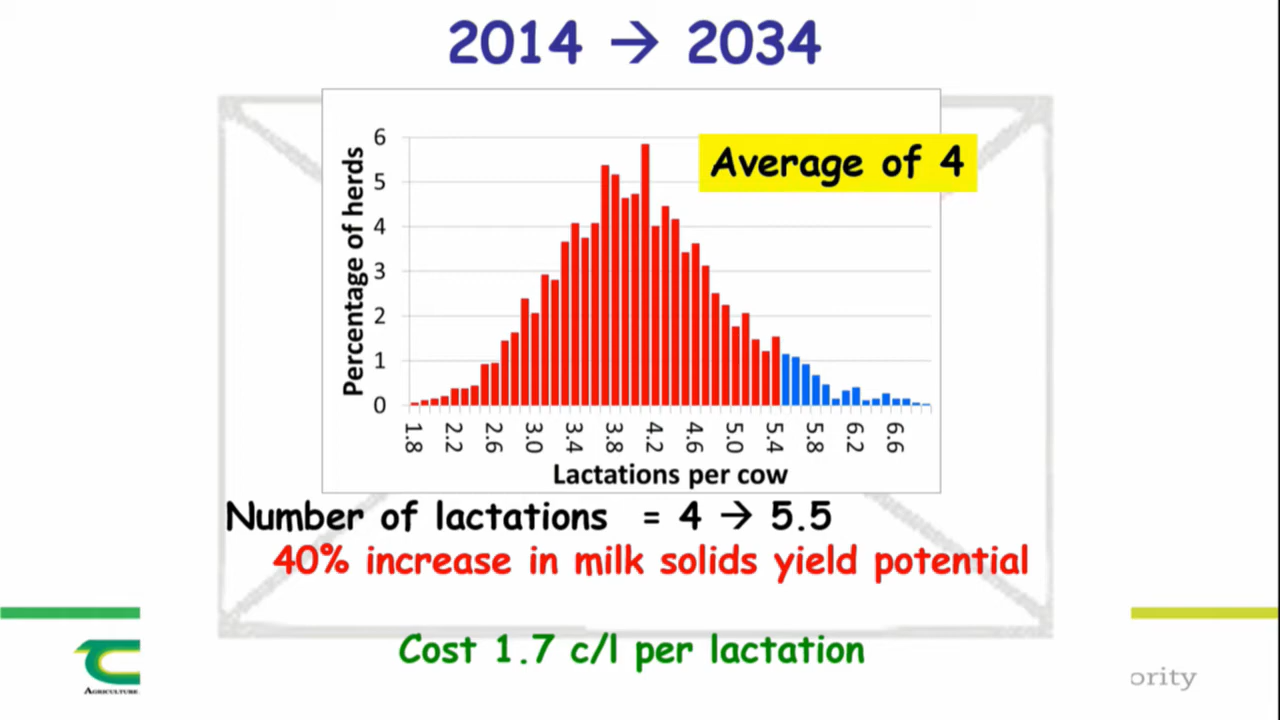 2014 → 2034
Average of 4
Percentage of herds
6
5
4
3
2
1
0
1.8 2.2 2.6 3.0 3.4 3.8 4.2 4.6 5.0 5.4 5.8 6.2 6.6
Lactations per cow
Number of lactations = 4 → 5.5
40% increase in milk solids yield potential
Cost 1.7 c/l per lactation
AGRICULTURE
ority